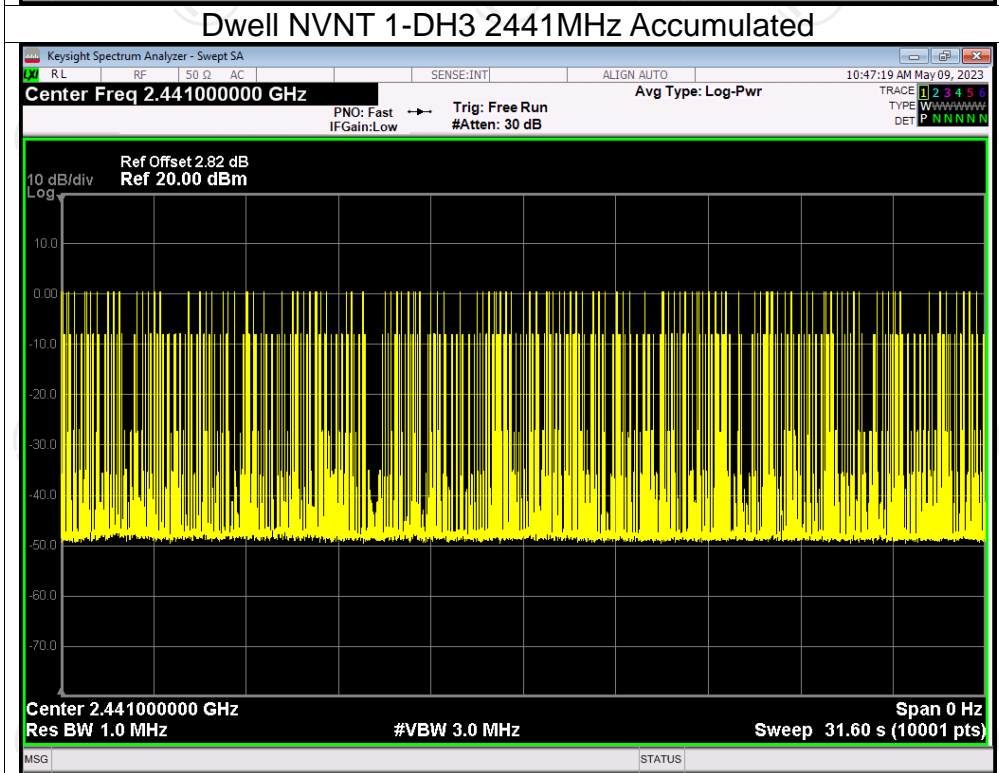 Dwell NVNT 1-DH3 2441MHz Accumulated
Keysight Spectrum Analyzer - Swept SA
LXI RL RF 50 Ω AC SENSE:INT ALIGN AUTO 10:47:19 AM May 09, 2023
Center Freq 2.441000000 GHz Avg Type: Log-Pwr TRACE 1 2 3 4 5 6
PNO: Fast Trig: Free Run TYPE WWWWWW
IFGain:Low #Atten: 30 dB DET P N N N N N
Ref Offset 2.82 dB
10 dB/div Ref 20.00 dBm
Log
10.0
0.00
-10.0
-20.0
-30.0
-40.0
-50.0
-60.0
-70.0
Center 2.441000000 GHz Span 0 Hz
Res BW 1.0 MHz #VBW 3.0 MHz Sweep 31.60 s (10001 pts)
MSG STATUS